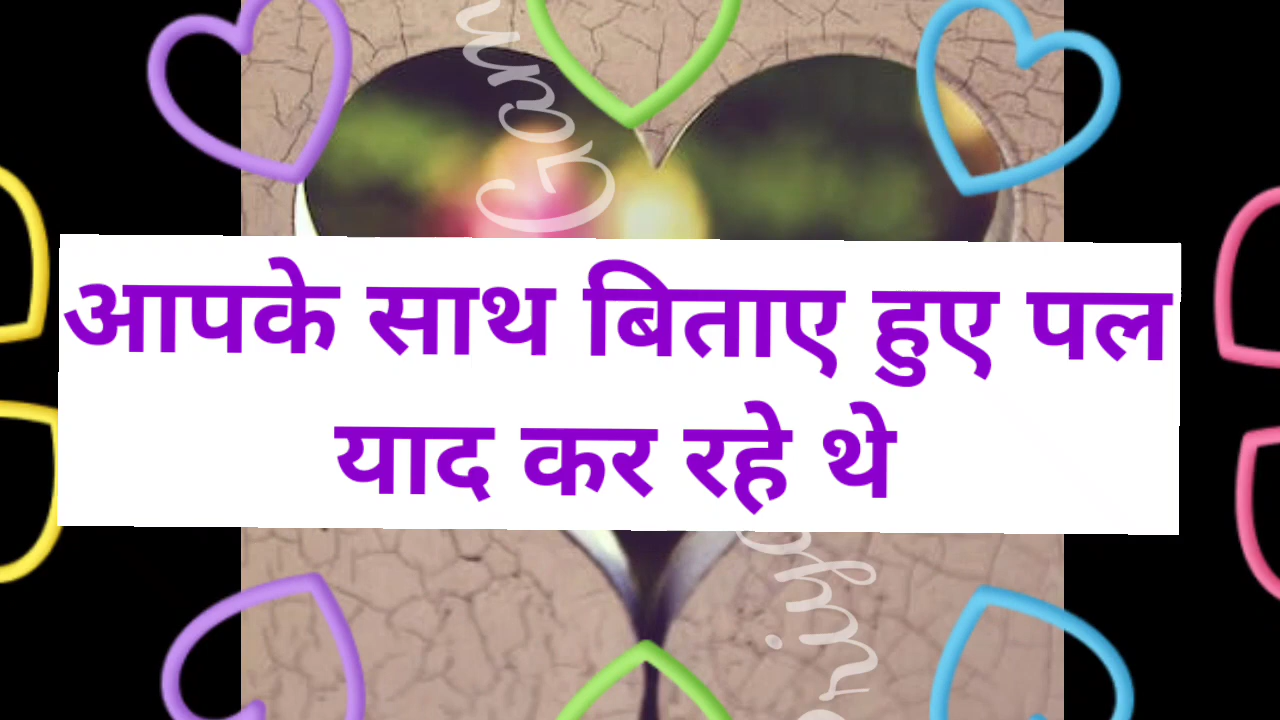 आपके साथ बिताए हुए पल
याद कर रहे थे